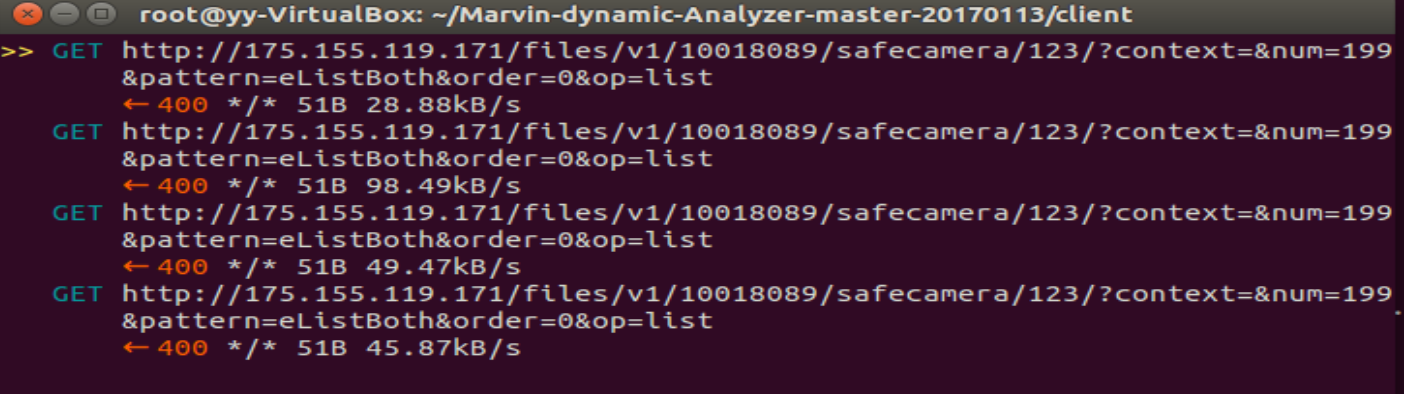 root@yy-VirtualBox: ~/Marvin-dynamic-Analyzer-master-20170113/client
>> GET http://175.155.119.171/files/v1/10018089/safecamera/123/?context=&num=199
&pattern=eListBoth&order=0&op=list
← 400 */* 51B 28.88kB/s
GET http://175.155.119.171/files/v1/10018089/safecamera/123/?context=&num=199
&pattern=eListBoth&order=0&op=list
← 400 */* 51B 98.49kB/s
GET http://175.155.119.171/files/v1/10018089/safecamera/123/?context=&num=199
&pattern=eListBoth&order=0&op=list
← 400 */* 51B 49.47kB/s
GET http://175.155.119.171/files/v1/10018089/safecamera/123/?context=&num=199
&pattern=eListBoth&order=0&op=list
← 400 */* 51B 45.87kB/s